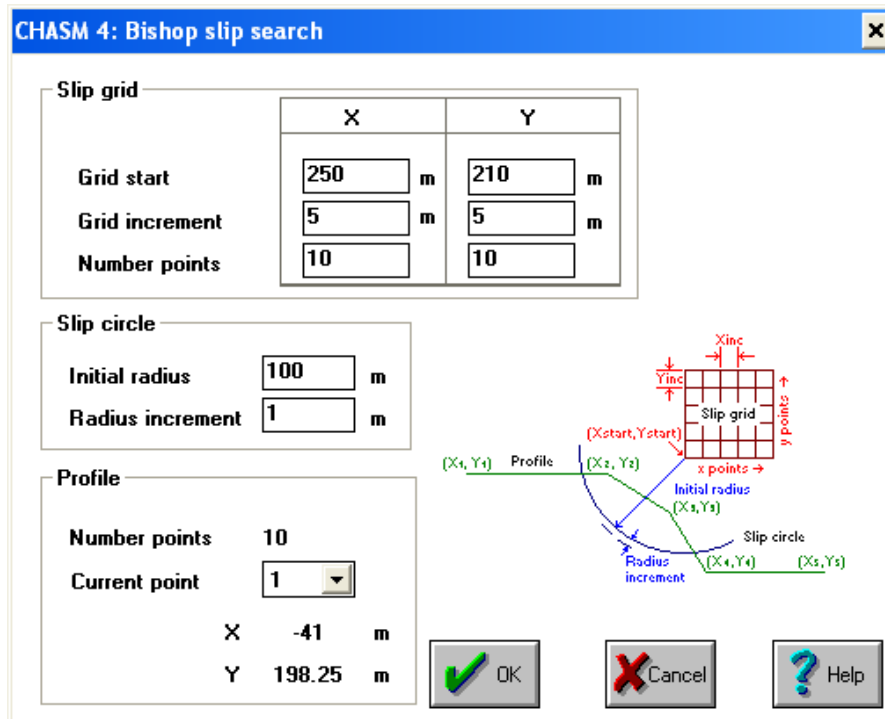 CHASM 4: Bishop slip search
Slip grid
X Y
Grid start 250 m 210 m
Grid increment 5 m 5 m
Number points 10 10
Slip circle
Initial radius 100 m
Radius increment 1 m
Profile
Number points 10
Current point 1
X -41 m
Y 198.25 m
Xinc
Yinc
Slip grid
y points
(Xstart,Ystart)
x points
(X₁, Y₁) Profile (X₂, Y₂)
Initial radius
(X₃,Y₃)
Slip circle
Radius
increment
(X₄,Y₄) (X₅,Y₅)
OK Cancel Help